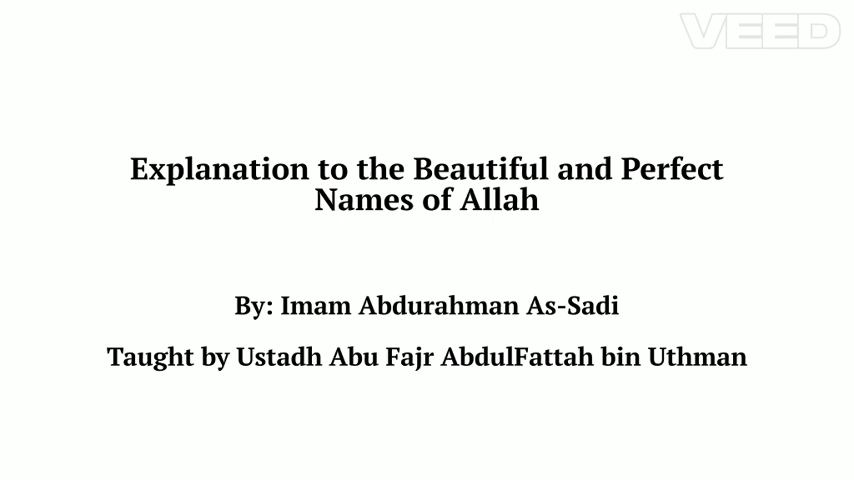 VEED
Explanation to the Beautiful and Perfect
Names of Allah
By: Imam Abdurahman As-Sadi
Taught by Ustadh Abu Fajr AbdulFattah bin Uthman